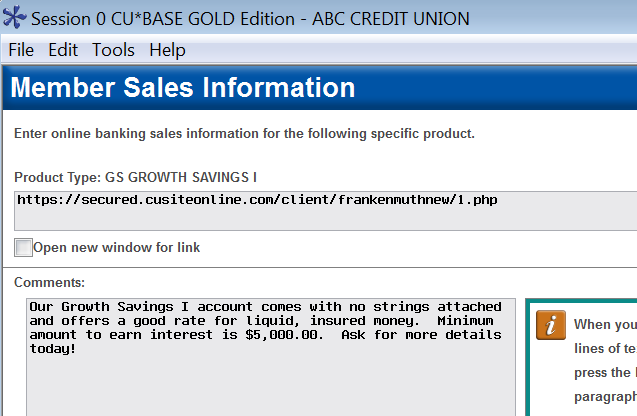 Session 0 CU*BASE GOLD Edition - ABC CREDIT UNION
File Edit Tools Help
Member Sales Information
Enter online banking sales information for the following specific product.
Product Type: GS GROWTH SAVINGS I
https://secured.cusiteonline.com/client/frankenmuthnew/1.php
Open new window for link
Comments:
Our Growth Savings I account comes with no strings attached
and offers a good rate for liquid, insured money.  Minimum
amount to earn interest is $5,000.00.  Ask for more details
today!
i
When you
lines of te
press the
paragraph